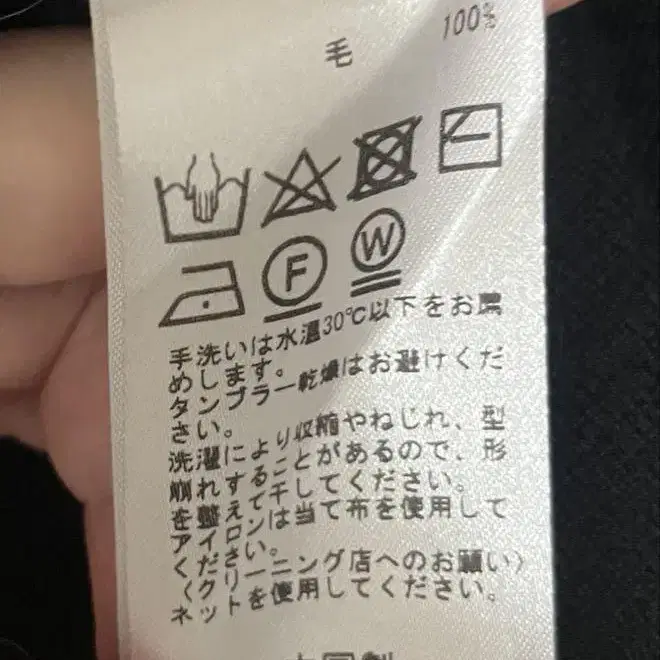 毛 100%
F W
手洗いは水温30℃以下をお薦
めします。
タンブラー乾燥はお避けくだ
さい。
洗濯により収縮やねじれ、型
崩れすることがあるので、形
を整えて干してください。
アイロンは当て布を使用して
ください。
〈クリーニング店へのお願い〉
ネットを使用してください。